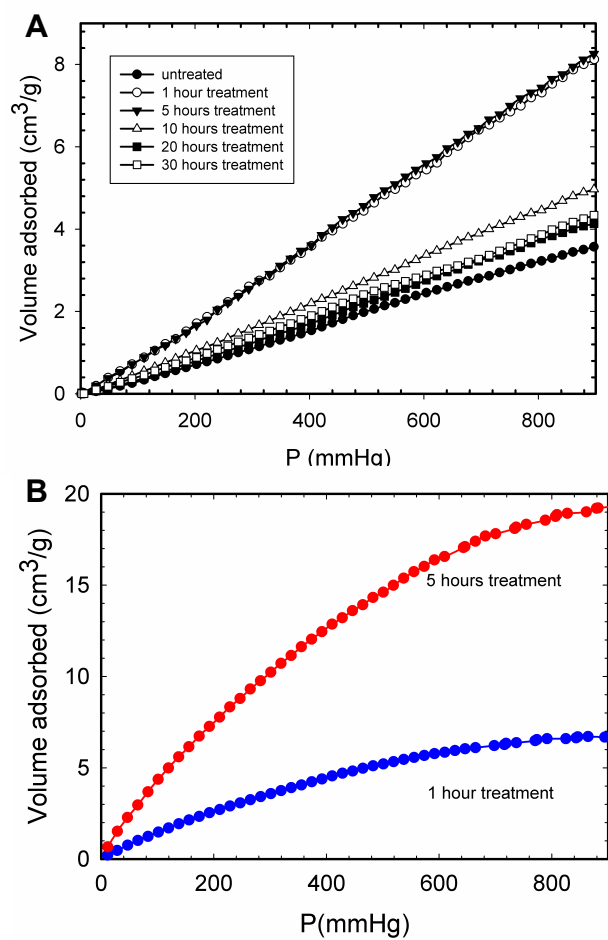 A
untreated
1 hour treatment
5 hours treatment
10 hours treatment
20 hours treatment
30 hours treatment
Volume adsorbed (cm³/g)
8
6
4
2
0
0 200 400 600 800
P (mmHg)
B
Volume adsorbed (cm³/g)
20
15
10
5
0
5 hours treatment
1 hour treatment
0 200 400 600 800
P(mmHg)